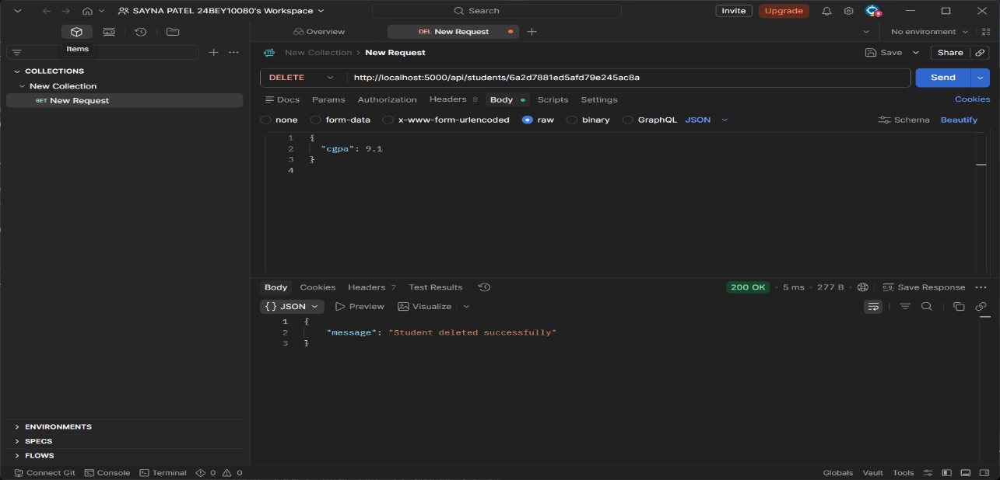 SAYNA PATEL 24BEY10080's Workspace
Search
Invite
Upgrade
Items
Overview
DEL New Request
No environment
COLLECTIONS
New Collection
GET New Request
HTTP New Collection > New Request
Save
Share
DELETE
http://localhost:5000/api/students/6a2d7881ed5afd79e245ac8a
Send
Docs Params Authorization Headers 8 Body Scripts Settings
Cookies
none form-data x-www-form-urlencoded raw binary GraphQL JSON
Schema Beautify
1 {
2 "cgpa": 9.1
3 }
4
Body Cookies Headers 7 Test Results
200 OK • 5 ms • 277 B •
e.g. Save Response
{} JSON Preview Visualize
1 {
2 "message": "Student deleted successfully"
3 }
ENVIRONMENTS
SPECS
FLOWS
Connect Git Console Terminal 0 0
Globals Vault Tools